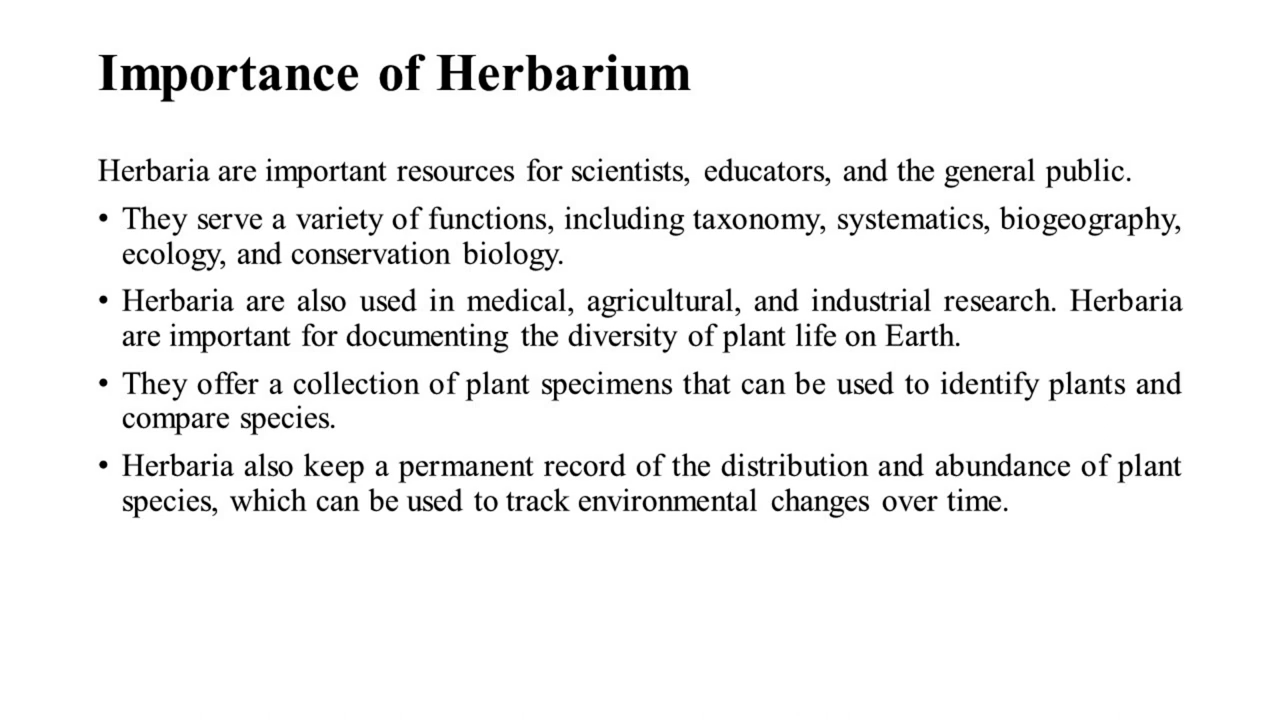 Importance of Herbarium
Herbaria are important resources for scientists, educators, and the general public.
• They serve a variety of functions, including taxonomy, systematics, biogeography,
ecology, and conservation biology.
• Herbaria are also used in medical, agricultural, and industrial research. Herbaria
are important for documenting the diversity of plant life on Earth.
• They offer a collection of plant specimens that can be used to identify plants and
compare species.
• Herbaria also keep a permanent record of the distribution and abundance of plant
species, which can be used to track environmental changes over time.